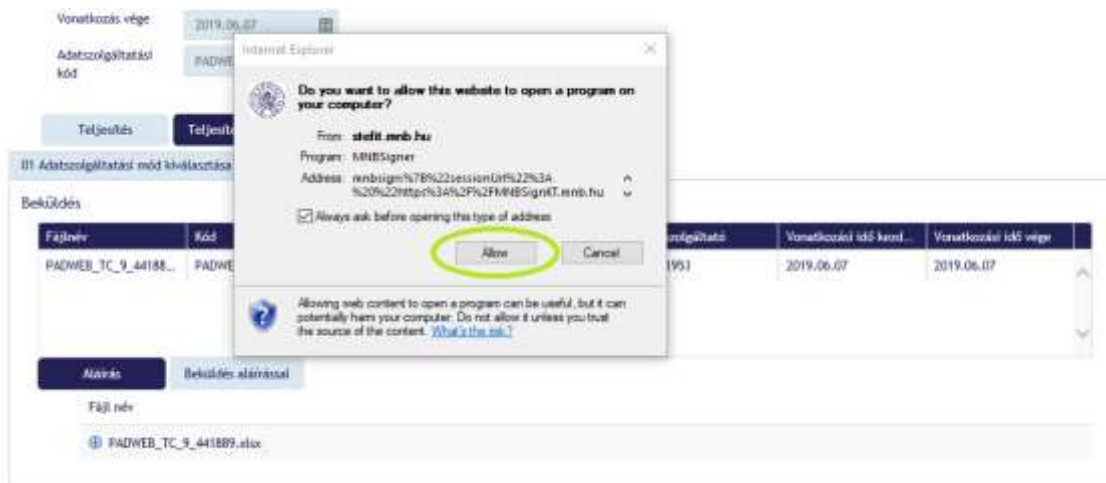 Vonatkozás vége
2019.06.07
Adatszolgáltatási kód
PADWE
Teljesítés
Teljesíté
01 Adatszolgáltatási mód kiválasztása
Internet Explorer
Do you want to allow this website to open a program on
your computer?
From: stefit.mnb.hu
Program: MNBSigner
Address: mnbsign:%7B%22sessionUrl%22%3A
%20%22https%3A%2F%2FMNBSignKT.mnb.hu
Always ask before opening this type of address
Allow
Cancel
Allowing web content to open a program can be useful, but it can
potentially harm your computer. Do not allow it unless you trust
the source of the content. What's the risk?
Beküldés
Fájlnév
Kód
zolgáltató
Vonatkozási idő kezd...
Vonatkozási idő vége
PADWEB_TC_9_44188...
PADWE
1953
2019.06.07
2019.06.07
Aláírás
Beküldés aláírással
Fájl név
PADWEB_TC_9_441889.xlsx